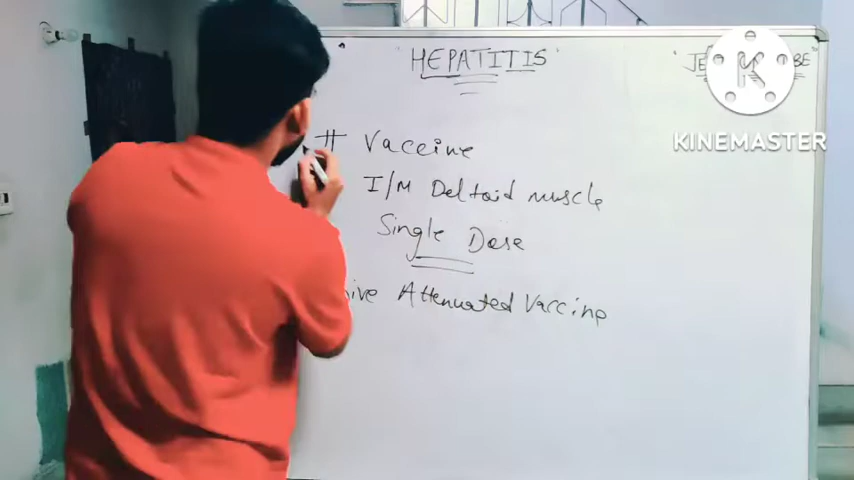 HEPATITIS
# Vaccine
I/M Deltoid muscle
Single Dose
Attenuated Vaccine
KINEMASTER